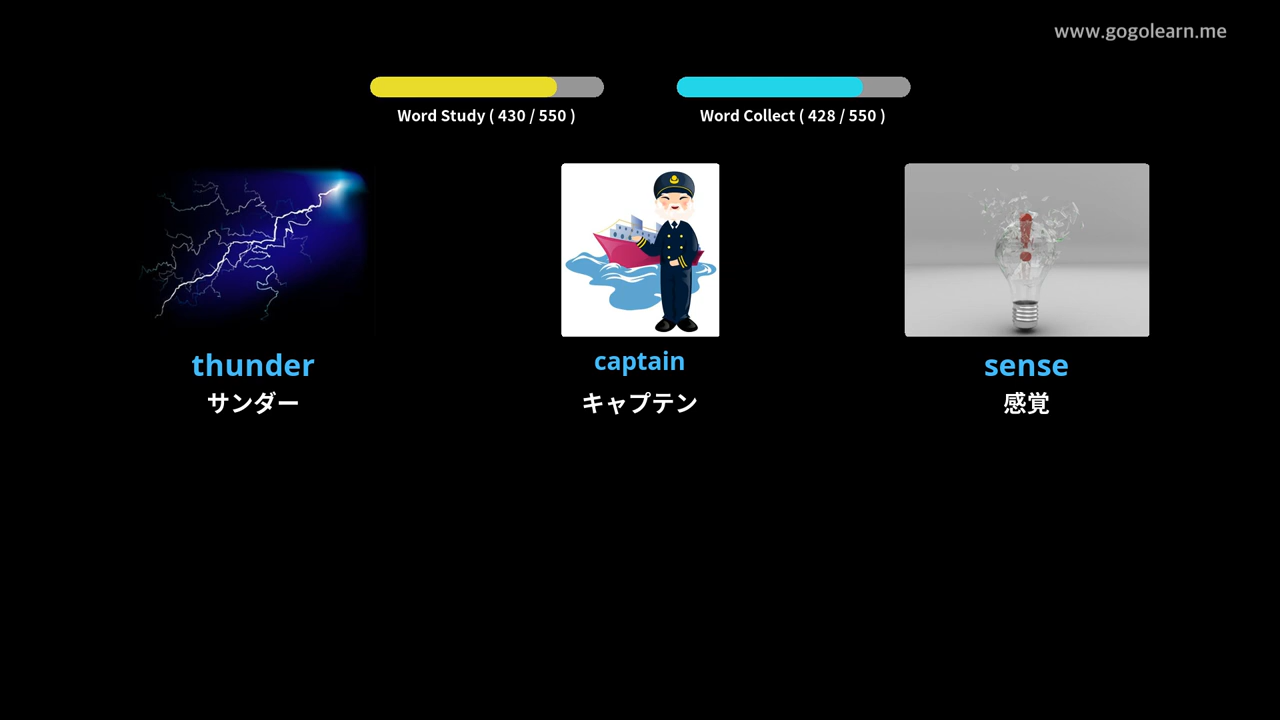 www.gogolearn.me
Word Study ( 430 / 550 )
Word Collect ( 428 / 550 )
thunder
サンダー
captain
キャプテン
sense
感覚